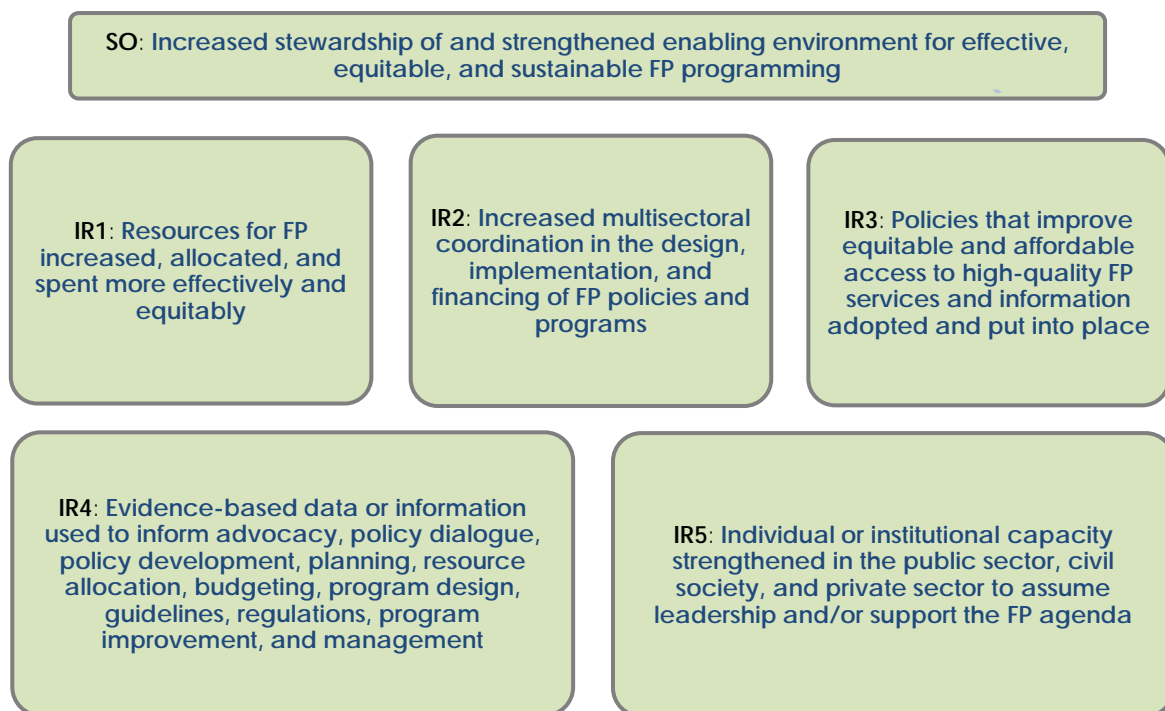 SO: Increased stewardship of and strengthened enabling environment for effective,
equitable, and sustainable FP programming
IR1: Resources for FP
increased, allocated, and
spent more effectively and
equitably
IR2: Increased multisectoral
coordination in the design,
implementation, and
financing of FP policies and
programs
IR3: Policies that improve
equitable and affordable
access to high-quality FP
services and information
adopted and put into place
IR4: Evidence-based data or information
used to inform advocacy, policy dialogue,
policy development, planning, resource
allocation, budgeting, program design,
guidelines, regulations, program
improvement, and management
IR5: Individual or institutional capacity
strengthened in the public sector, civil
society, and private sector to assume
leadership and/or support the FP agenda